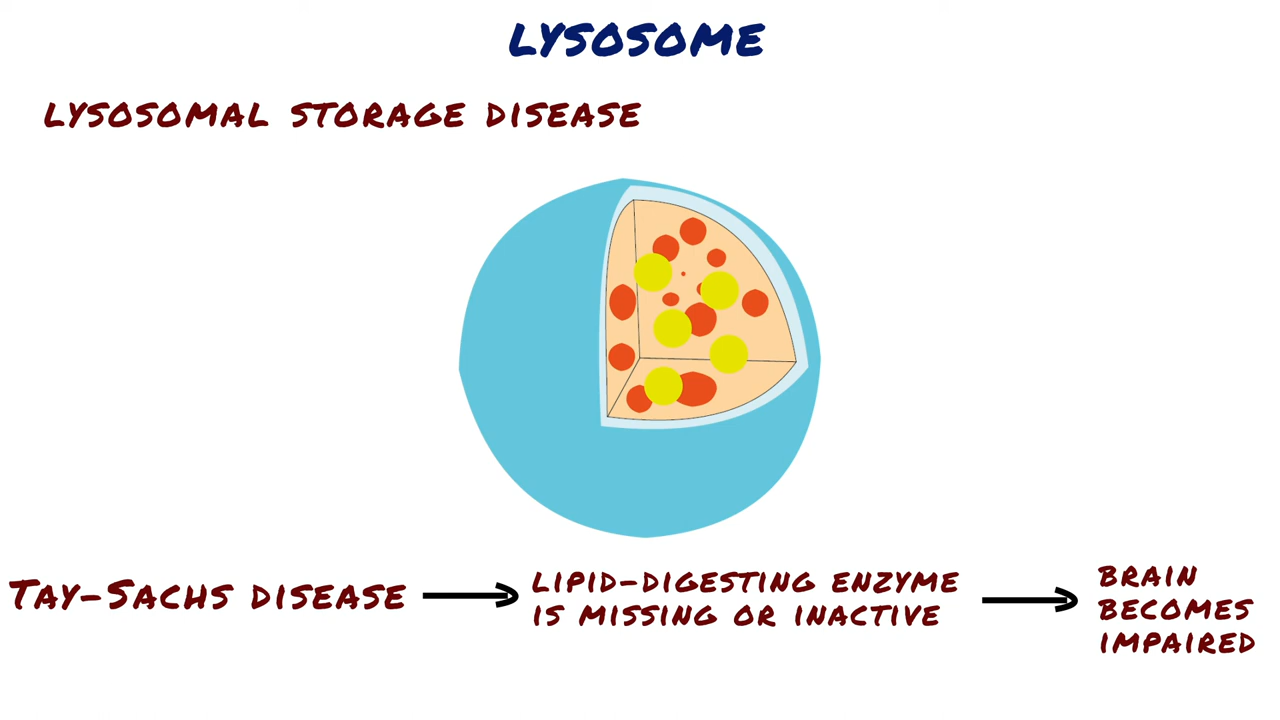 LYSOSOME
LYSOSOMAL STORAGE DISEASE
TAY-SACHS DISEASE
LIPID-DIGESTING ENZYME
IS MISSING OR INACTIVE
BRAIN
BECOMES
IMPAIRED